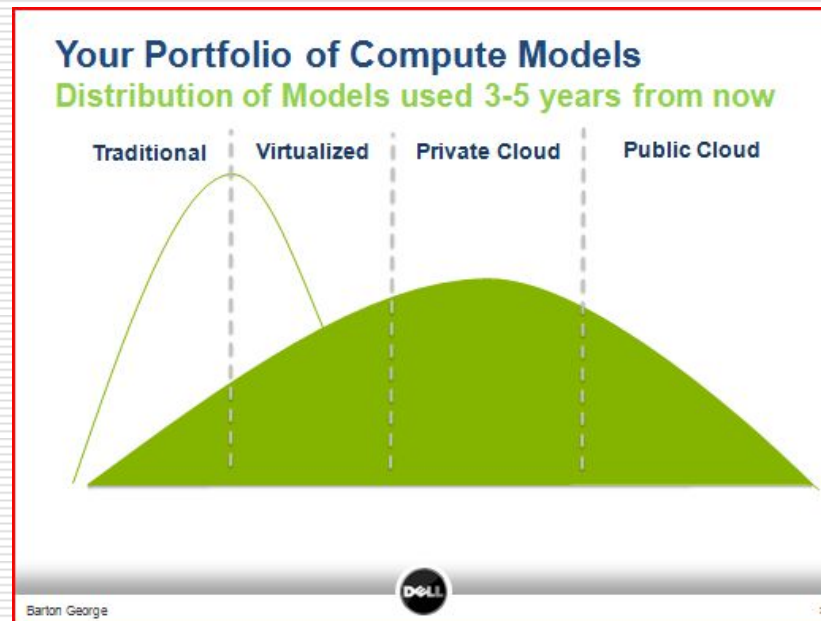 Your Portfolio of Compute Models
Distribution of Models used 3-5 years from now
Traditional Virtualized Private Cloud Public Cloud
DELL
Barton George